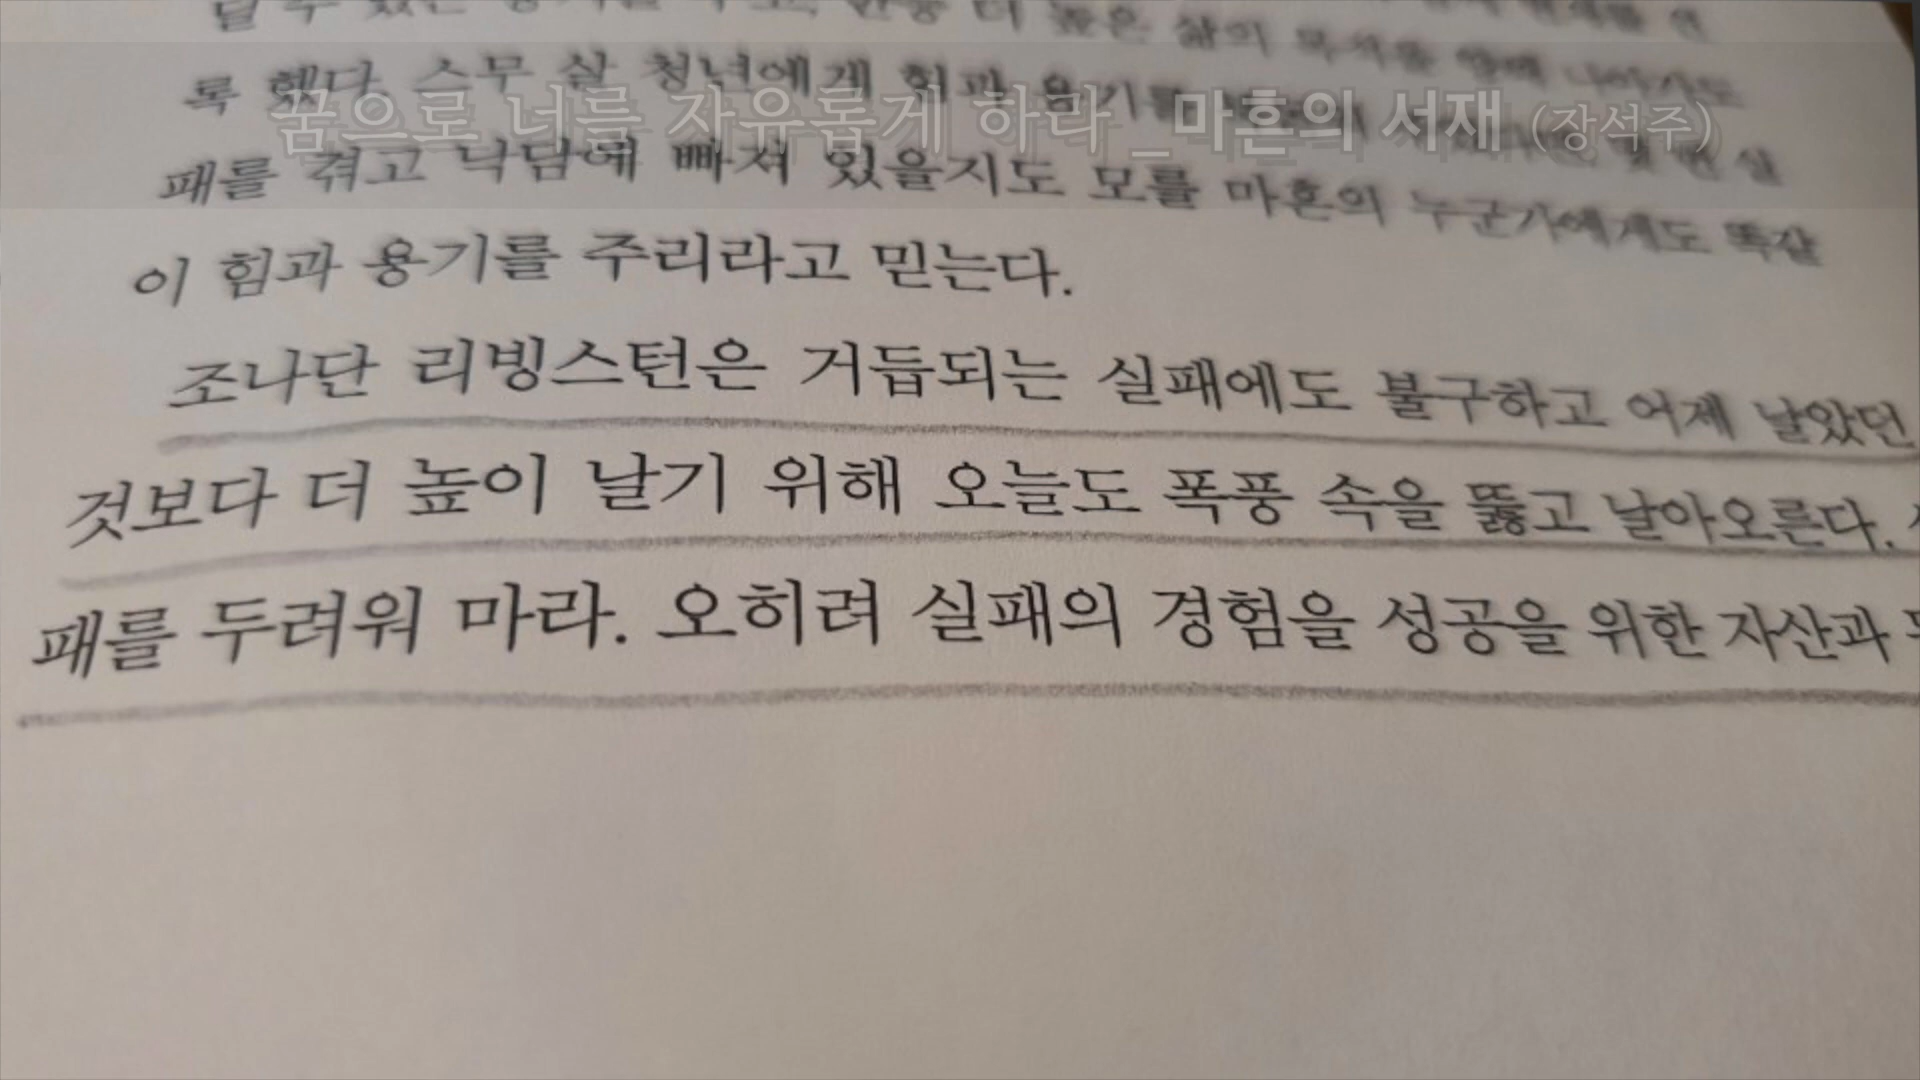 록 했다. 스무 살 청년에게 힘과 용기를
꿈으로 너를 자유롭게 하라_마흔의 서재 (장석주)
패를 겪고 낙담에 빠져 있을지도 모를 마흔의 누군가에게도 똑같
이 힘과 용기를 주리라고 믿는다.
조나단 리빙스턴은 거듭되는 실패에도 불구하고 어제 날았던
것보다 더 높이 날기 위해 오늘도 폭풍 속을 뚫고 날아오른다.
패를 두려워 마라. 오히려 실패의 경험을 성공을 위한 자산과